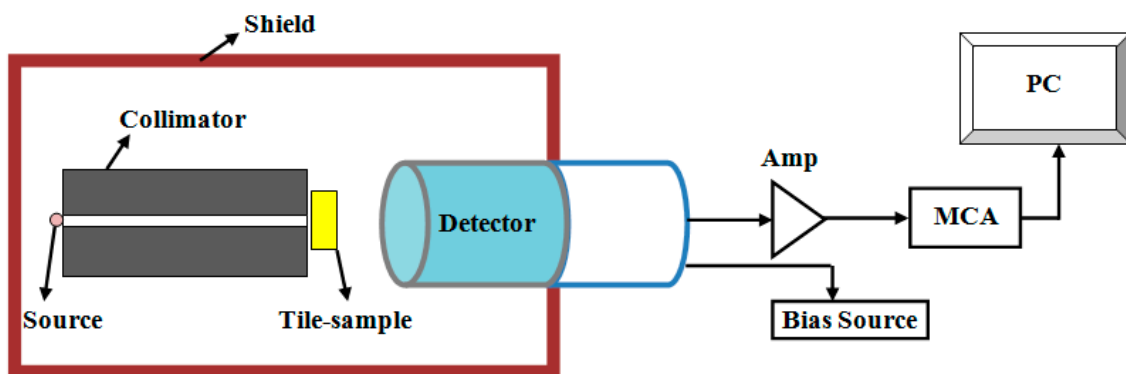 Shield
PC
Collimator
Amp
Detector
MCA
Source
Tile-sample
Bias Source